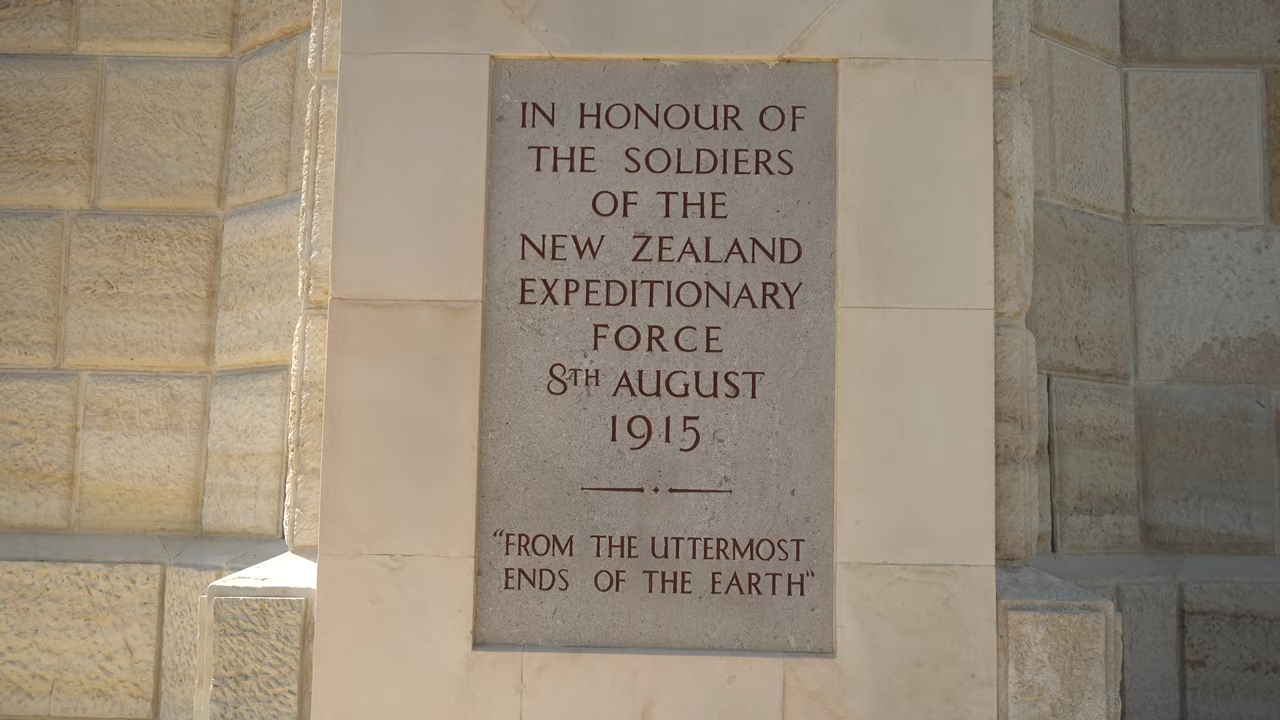 IN HONOUR OF
THE SOLDIERS
OF THE
NEW ZEALAND
EXPEDITIONARY
FORCE
8TH AUGUST
1915
"FROM THE UTTERMOST
ENDS OF THE EARTH"